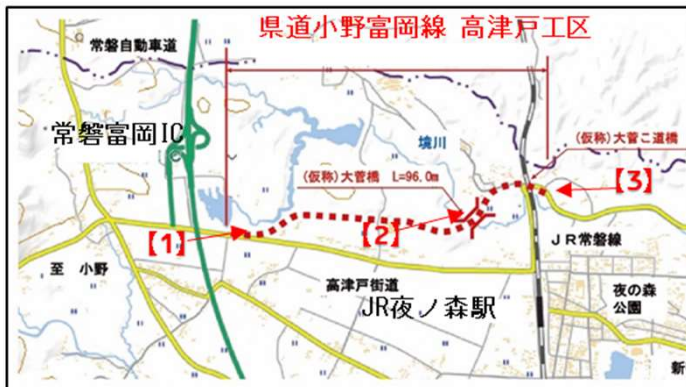 県道小野富岡線 高津戸工区
常磐自動車道
常磐富岡IC
境川
(仮称)大菅こ道橋
(仮称)大菅橋 L=96.0m
【3】
【1】
【2】
JR常磐線
至 小野
高津戸街道
JR夜ノ森駅
夜の森
公園
新